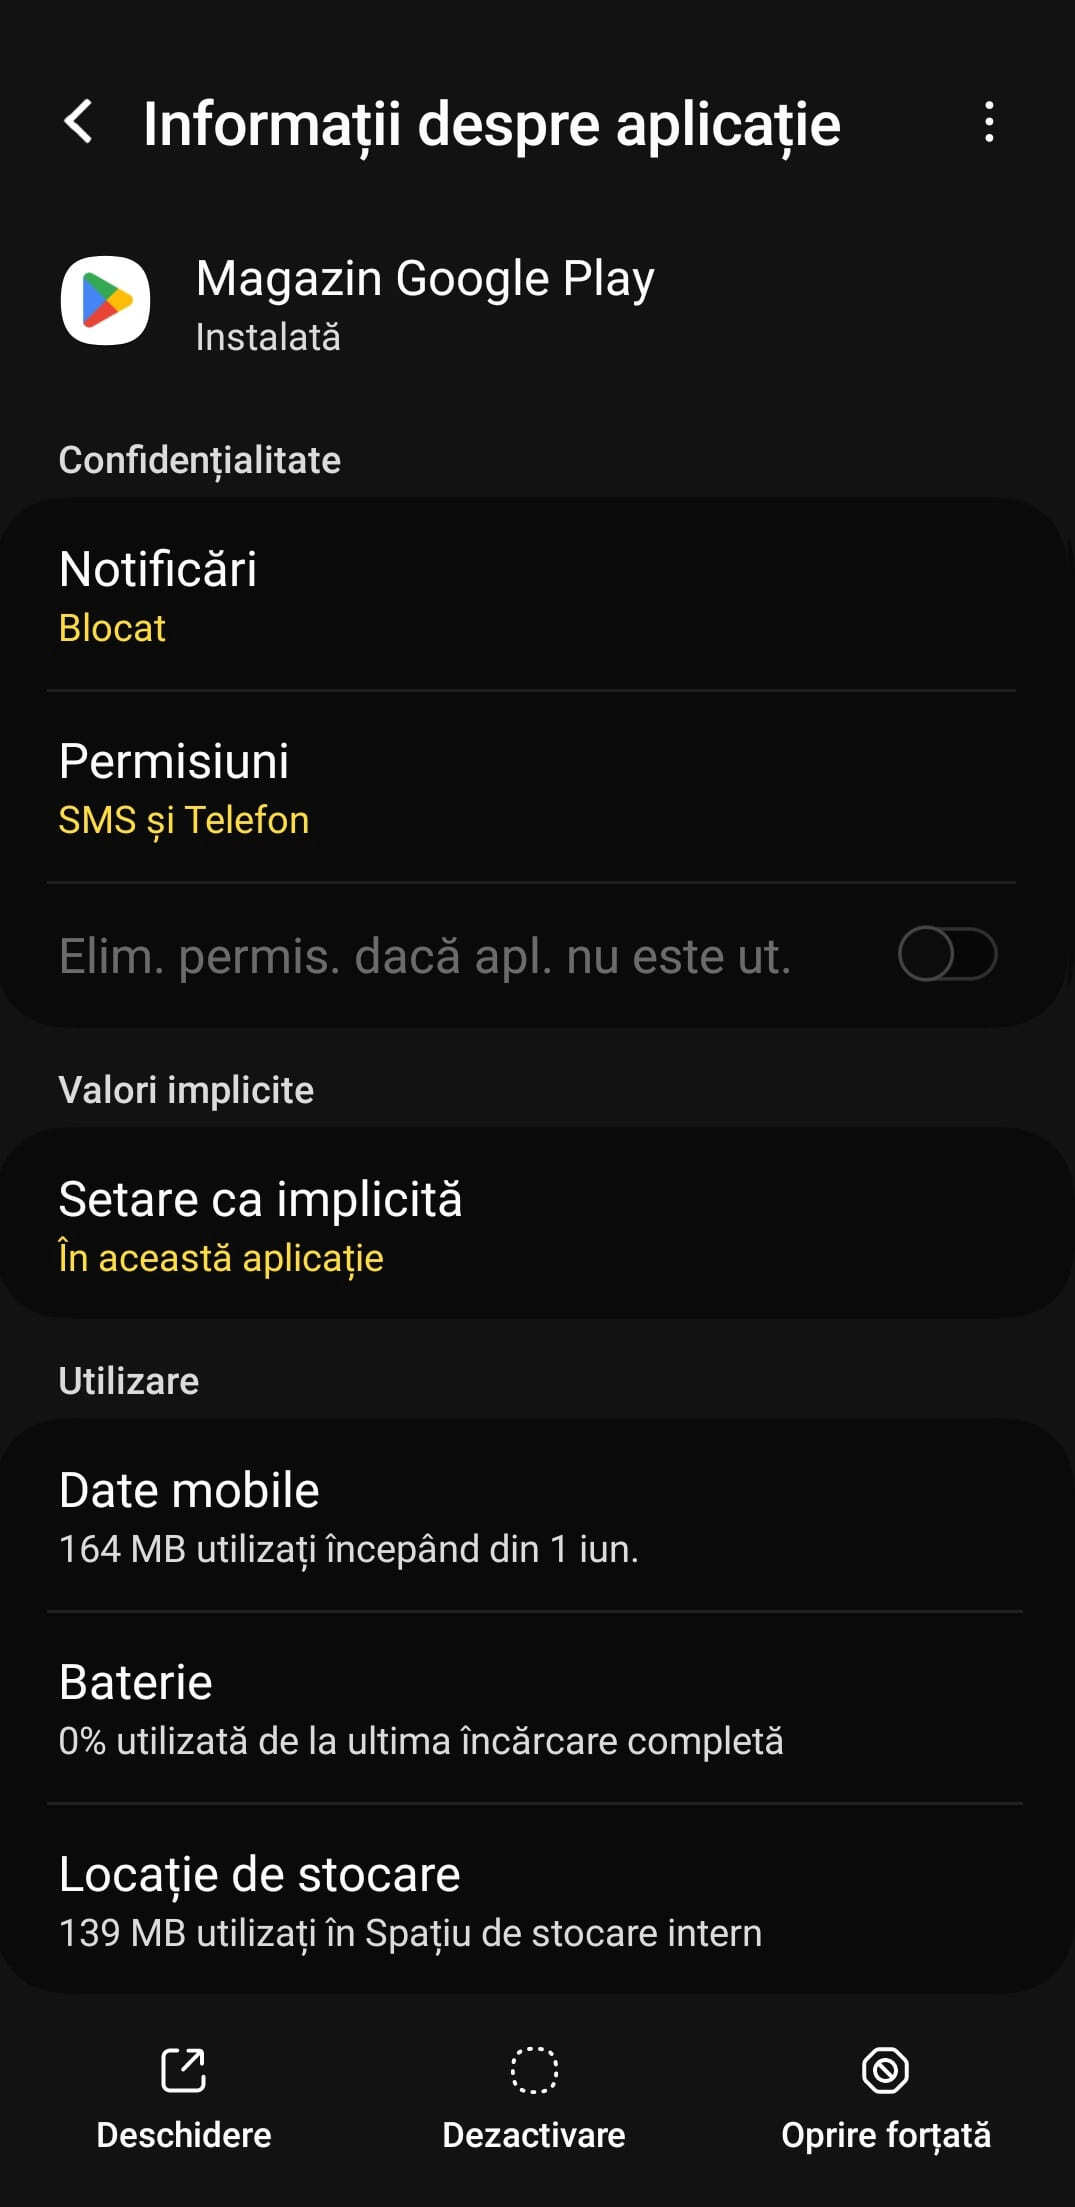 Informații despre aplicație
Magazin Google Play
Instalată
Confidențialitate
Notificări
Blocat
Permisiuni
SMS și Telefon
Elim. permis. dacă apl. nu este ut.
Valori implicite
Setare ca implicită
În această aplicație
Utilizare
Date mobile
164 MB utilizați începând din 1 iun.
Baterie
0% utilizată de la ultima încărcare completă
Locație de stocare
139 MB utilizați în Spațiu de stocare intern
Deschidere
Dezactivare
Oprire forțată